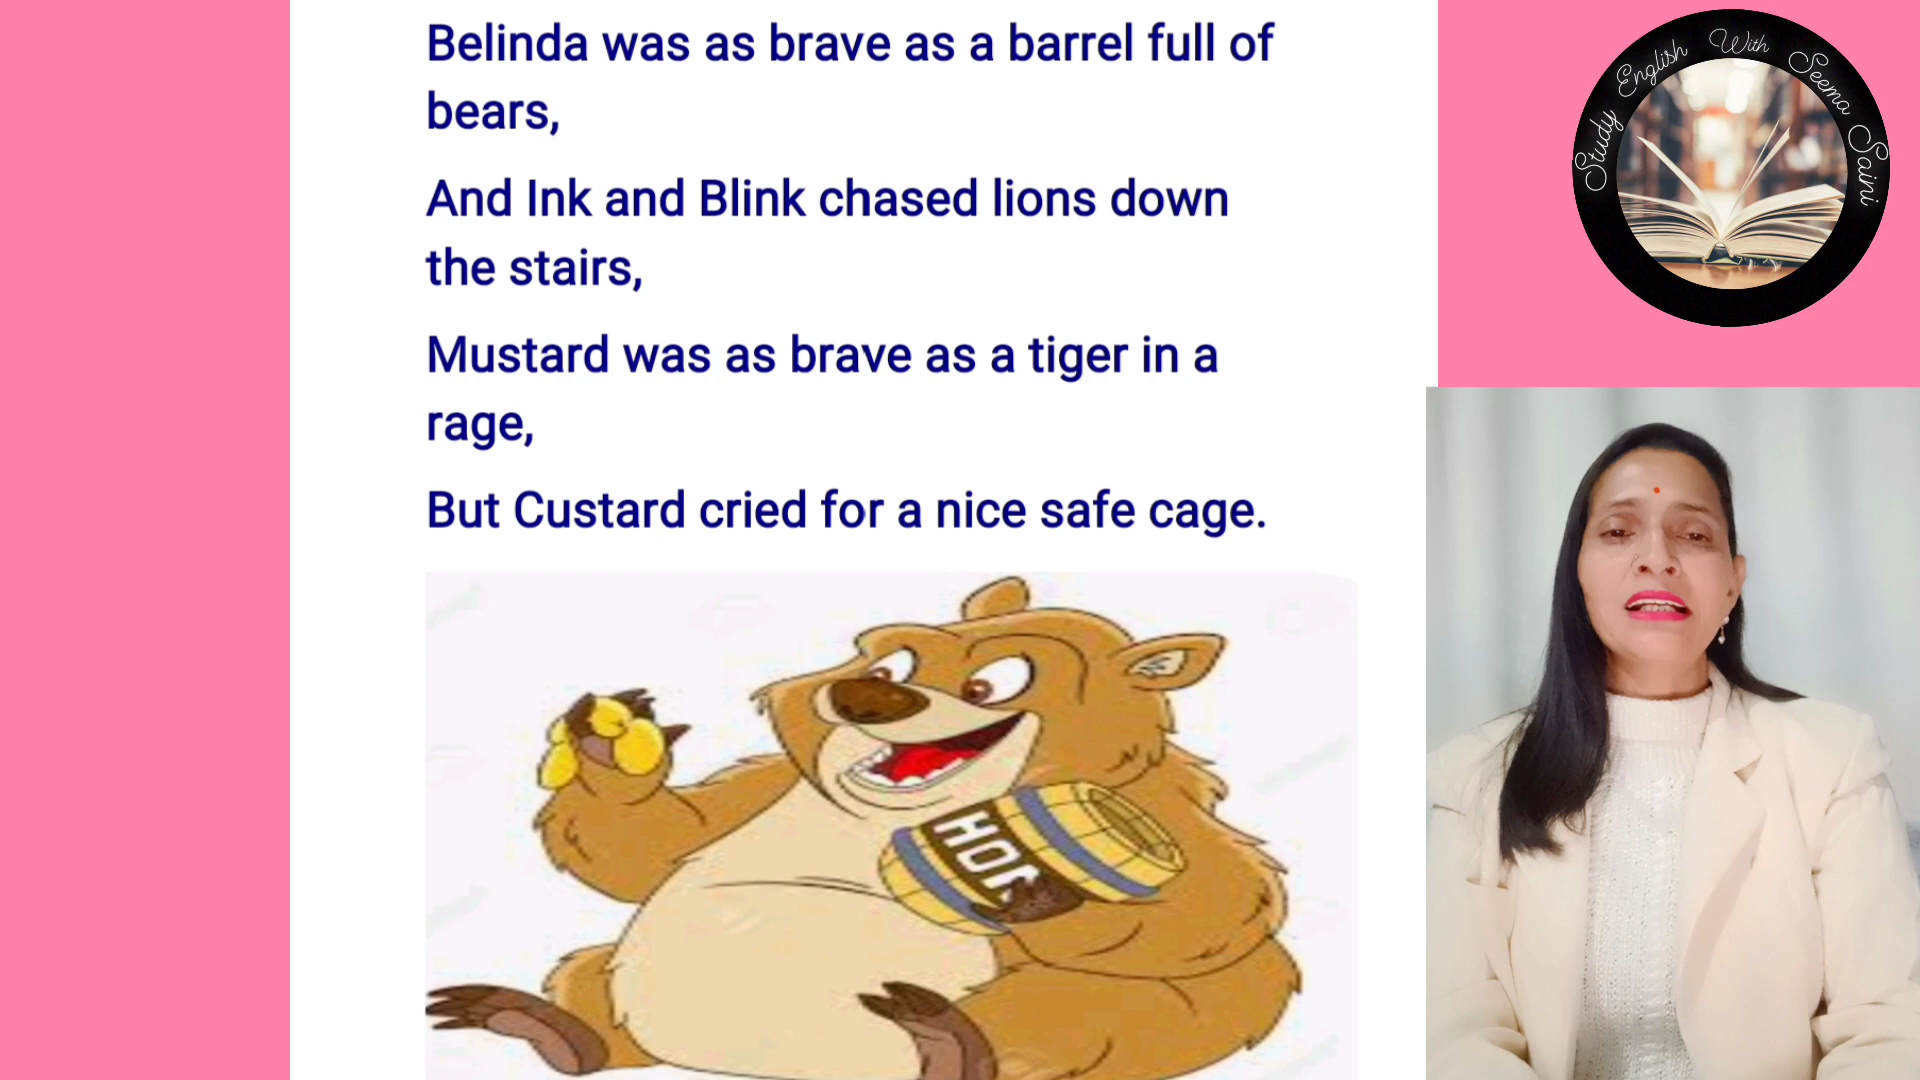 Belinda was as brave as a barrel full of
bears,
And Ink and Blink chased lions down
the stairs,
Mustard was as brave as a tiger in a
rage,
But Custard cried for a nice safe cage.
Study English With Seema Saini
HON